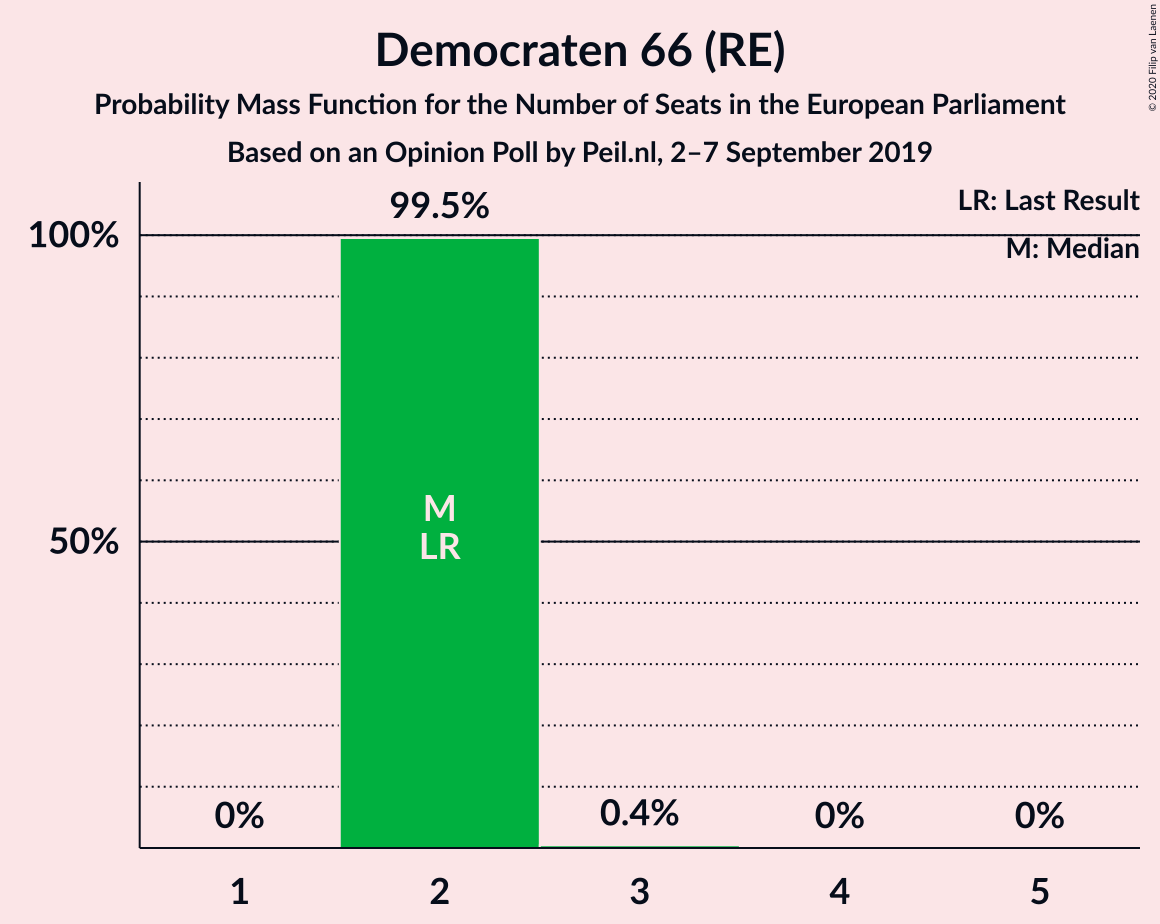 Democraten 66 (RE)
Probability Mass Function for the Number of Seats in the European Parliament
Based on an Opinion Poll by Peil.nl, 2–7 September 2019
© 2020 Filip van Laenen
LR: Last Result
M: Median
99.5%
100%
50%
M
LR
0%
0.4%
0%
0%
1 2 3 4 5